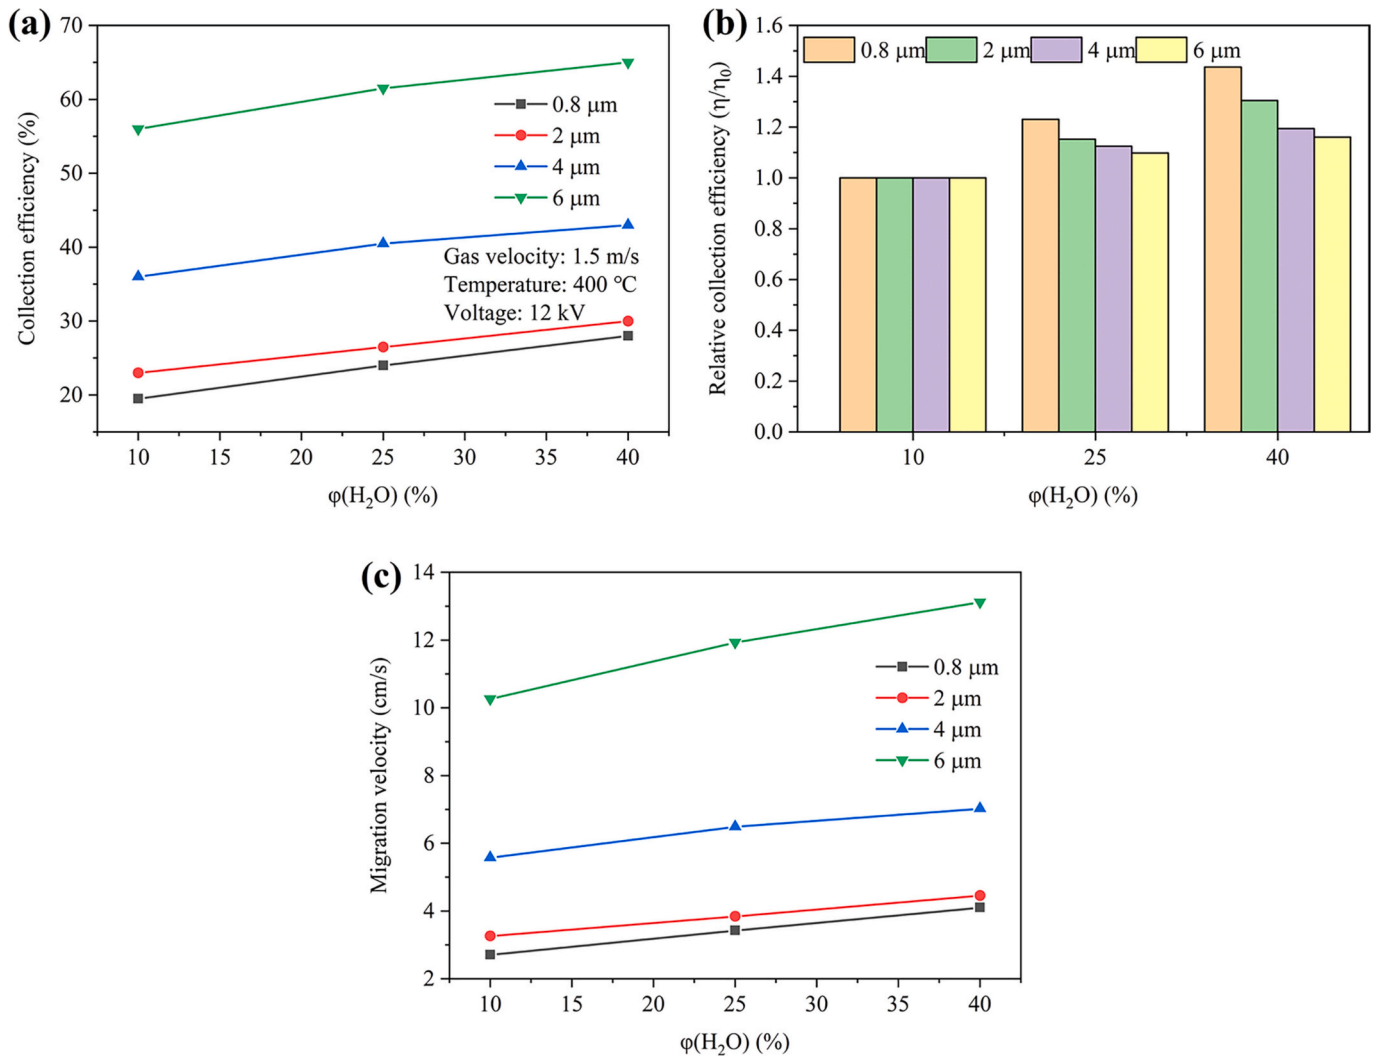 (a)
Collection efficiency (%)
70
60
50
40
30
20
0.8 μm
2 μm
4 μm
6 μm
Gas velocity: 1.5 m/s
Temperature: 400 ℃
Voltage: 12 kV
10 15 20 25 30 35 40
φ(H₂O) (%)
(b)
Relative collection efficiency (η/η₀)
1.6
1.4
1.2
1.0
0.8
0.6
0.4
0.2
0.0
0.8 μm 2 μm 4 μm 6 μm
10 25 40
φ(H₂O) (%)
(c)
Migration velocity (cm/s)
14
12
10
8
6
4
2
0.8 μm
2 μm
4 μm
6 μm
10 15 20 25 30 35 40
φ(H₂O) (%)